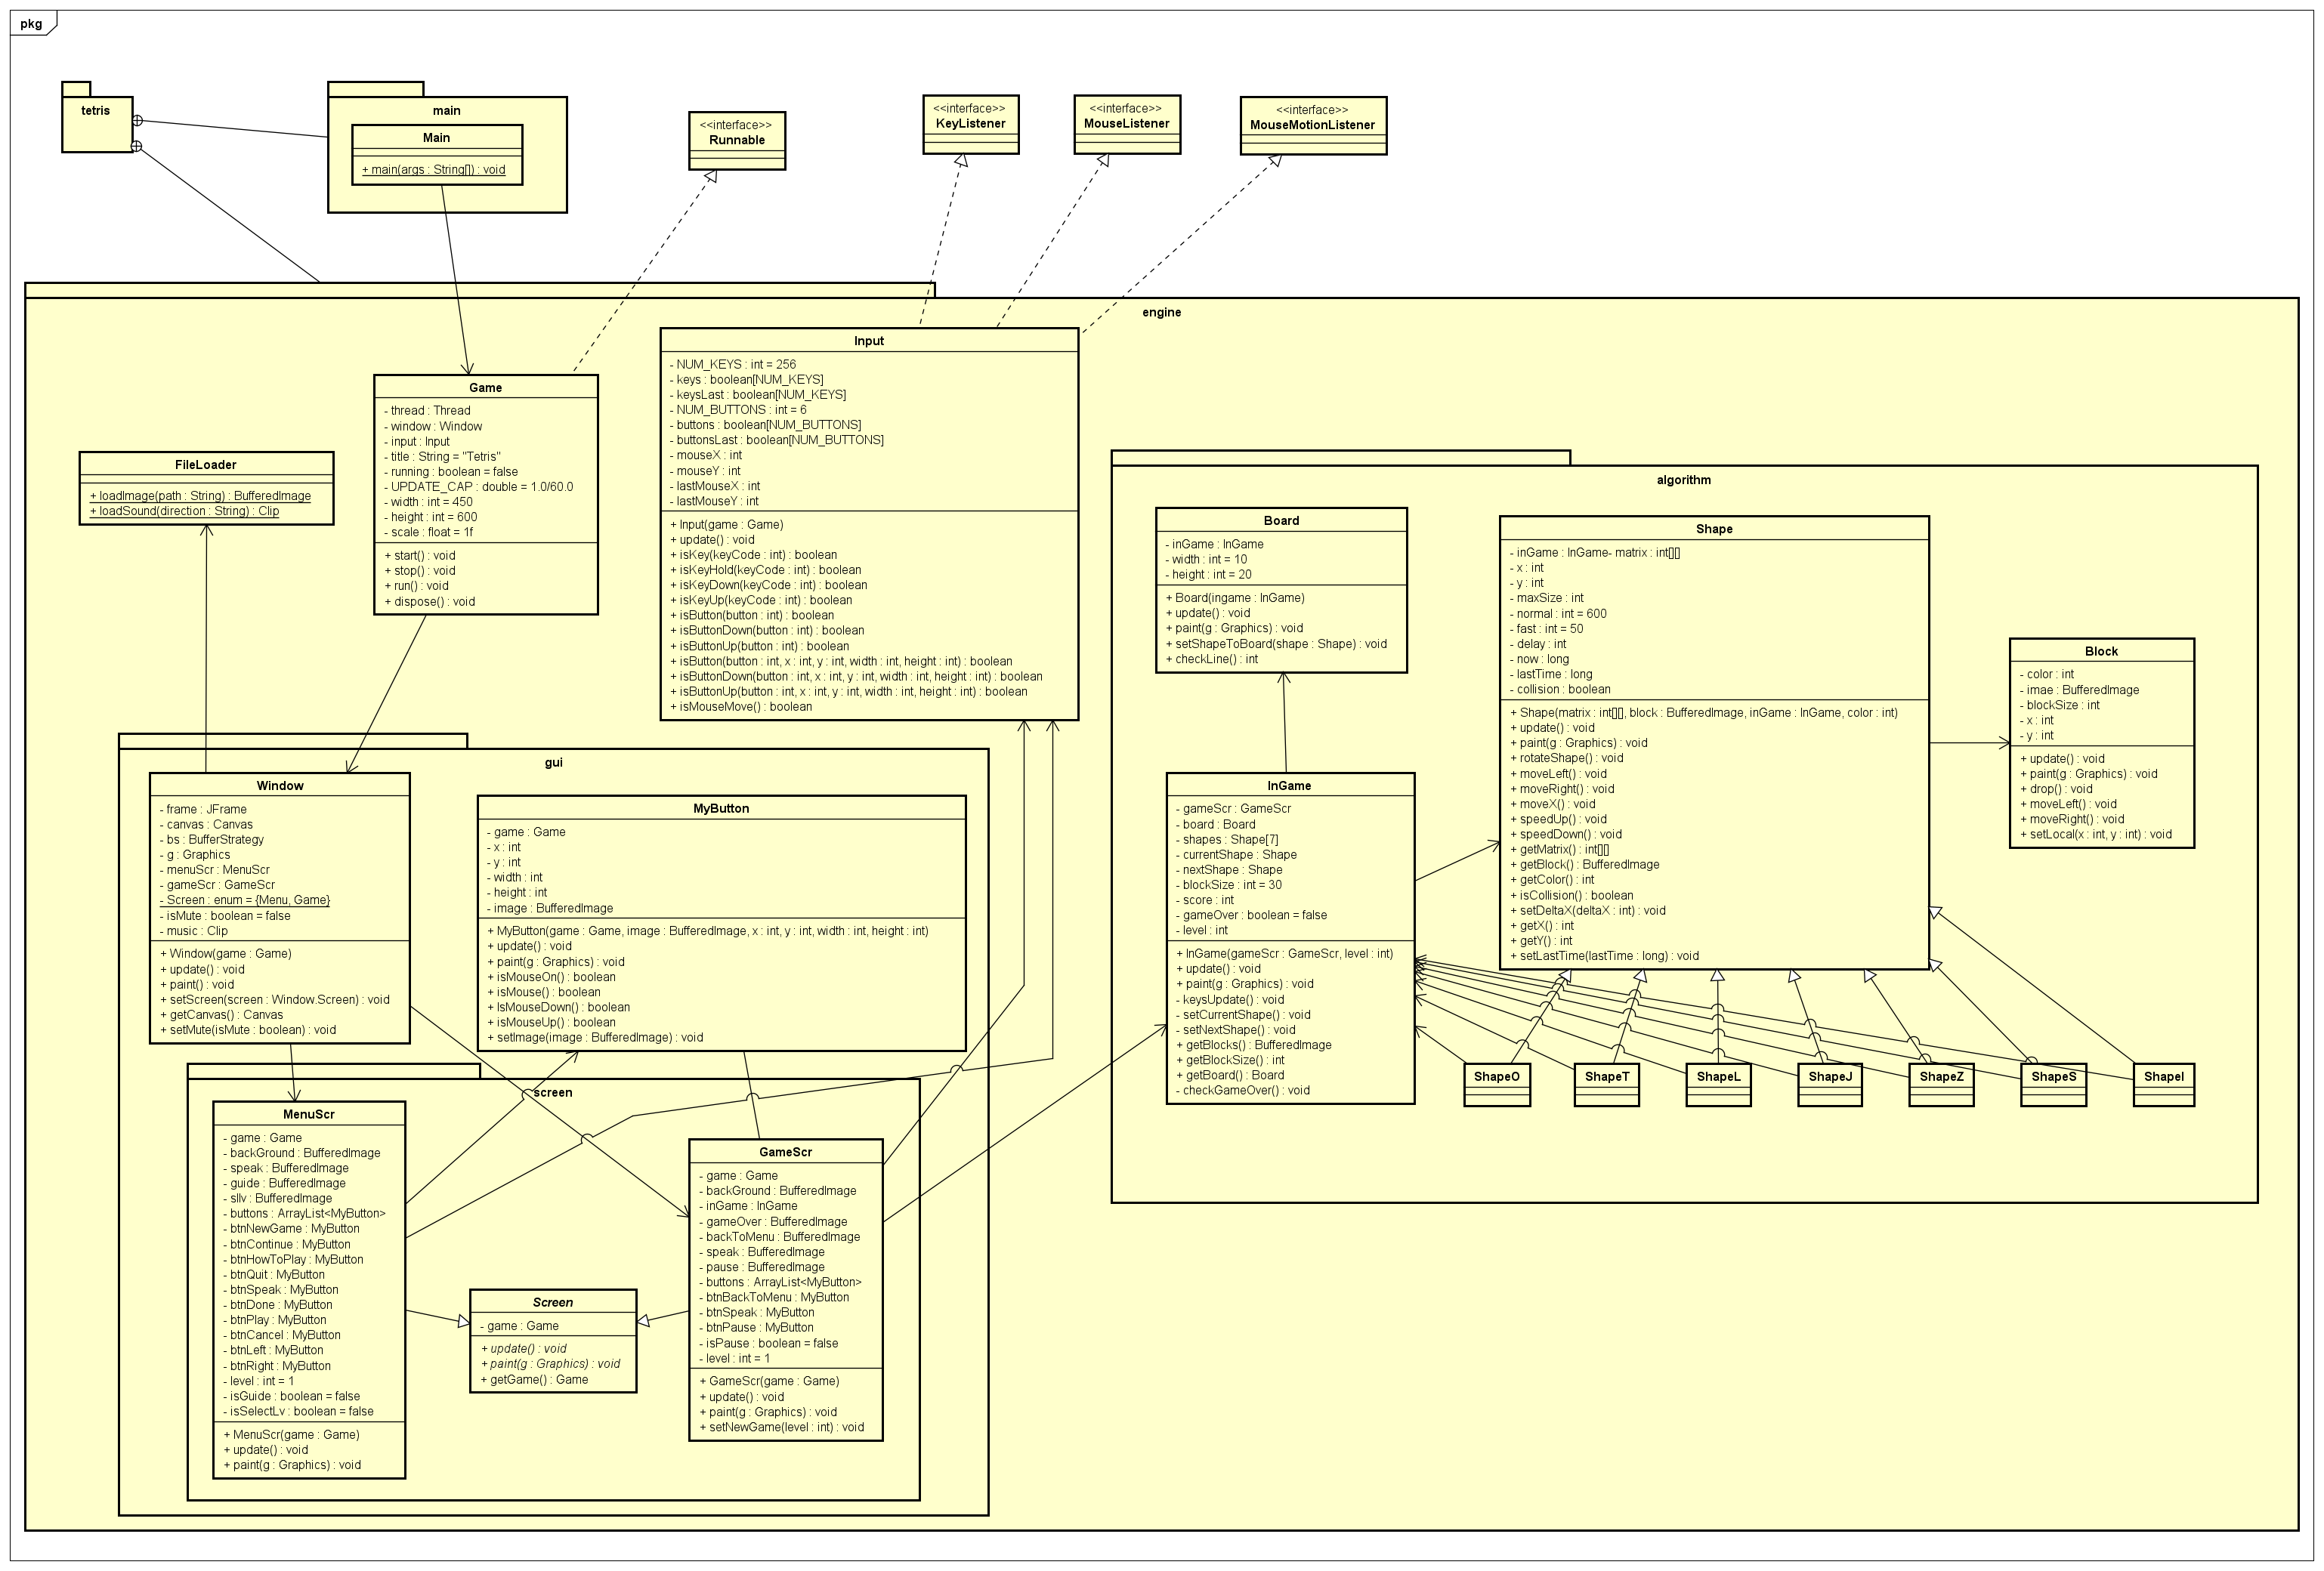 pkg
tetris
main
Main
+ main(args : String[]) : void
<<interface>>
Runnable
<<interface>>
KeyListener
<<interface>>
MouseListener
<<interface>>
MouseMotionListener
engine
Game
- thread : Thread
- window : Window
- input : Input
- title : String = "Tetris"
- running : boolean = false
- UPDATE_CAP : double = 1.0/60.0
- width : int = 450
- height : int = 600
- scale : float = 1f
+ start() : void
+ stop() : void
+ run() : void
+ dispose() : void
Input
- NUM_KEYS : int = 256
- keys : boolean[NUM_KEYS]
- keysLast : boolean[NUM_KEYS]
- NUM_BUTTONS : int = 6
- buttons : boolean[NUM_BUTTONS]
- buttonsLast : boolean[NUM_BUTTONS]
- mouseX : int
- mouseY : int
- lastMouseX : int
- lastMouseY : int
+ Input(game : Game)
+ update() : void
+ isKey(keyCode : int) : boolean
+ isKeyHold(keyCode : int) : boolean
+ isKeyDown(keyCode : int) : boolean
+ isKeyUp(keyCode : int) : boolean
+ isButton(button : int) : boolean
+ isButtonDown(button : int) : boolean
+ isButtonUp(button : int) : boolean
+ isButton(button : int, x : int, y : int, width : int, height : int) : boolean
+ isButtonDown(button : int, x : int, y : int, width : int, height : int) : boolean
+ isButtonUp(button : int, x : int, y : int, width : int, height : int) : boolean
+ isMouseMove() : boolean
FileLoader
+ loadImage(path : String) : BufferedImage
+ loadSound(direction : String) : Clip
algorithm
Board
- inGame : InGame
- width : int = 10
- height : int = 20
+ Board(ingame : InGame)
+ update() : void
+ paint(g : Graphics) : void
+ setShapeToBoard(shape : Shape) : void
+ checkLine() : int
Shape
- inGame : InGame- matrix : int[][]
- x : int
- y : int
- maxSize : int
- normal : int = 600
- fast : int = 50
- delay : int
- now : long
- lastTime : long
- collision : boolean
+ Shape(matrix : int[][], block : BufferedImage, inGame : InGame, color : int)
+ update() : void
+ paint(g : Graphics) : void
+ rotateShape() : void
+ moveLeft() : void
+ moveRight() : void
+ moveX() : void
+ speedUp() : void
+ speedDown() : void
+ getMatrix() : int[][]
+ getBlock() : BufferedImage
+ getColor() : int
+ isCollision() : boolean
+ setDeltaX(deltaX : int) : void
+ getX() : int
+ getY() : int
+ setLastTime(lastTime : long) : void
Block
- color : int
- imae : BufferedImage
- blockSize : int
- x : int
- y : int
+ update() : void
+ paint(g : Graphics) : void
+ drop() : void
+ moveLeft() : void
+ moveRight() : void
+ setLocal(x : int, y : int) : void
InGame
- gameScr : GameScr
- board : Board
- shapes : Shape[7]
- currentShape : Shape
- nextShape : Shape
- blockSize : int = 30
- score : int
- gameOver : boolean = false
- level : int
+ InGame(gameScr : GameScr, level : int)
+ update() : void
+ paint(g : Graphics) : void
- keysUpdate() : void
- setCurrentShape() : void
- setNextShape() : void
+ getBlocks() : BufferedImage
+ getBlockSize() : int
+ getBoard() : Board
- checkGameOver() : void
ShapeO
ShapeT
ShapeL
ShapeJ
ShapeZ
ShapeS
ShapeI
gui
Window
- frame : JFrame
- canvas : Canvas
- bs : BufferStrategy
- g : Graphics
- menuScr : MenuScr
- gameScr : GameScr
- Screen : enum = {Menu, Game}
- isMute : boolean = false
- music : Clip
+ Window(game : Game)
+ update() : void
+ paint() : void
+ setScreen(screen : Window.Screen) : void
+ getCanvas() : Canvas
+ setMute(isMute : boolean) : void
MyButton
- game : Game
- x : int
- y : int
- width : int
- height : int
- image : BufferedImage
+ MyButton(game : Game, image : BufferedImage, x : int, y : int, width : int, height : int)
+ update() : void
+ paint(g : Graphics) : void
+ isMouseOn() : boolean
+ isMouse() : boolean
+ IsMouseDown() : boolean
+ isMouseUp() : boolean
+ setImage(image : BufferedImage) : void
screen
MenuScr
- game : Game
- backGround : BufferedImage
- speak : BufferedImage
- guide : BufferedImage
- sllv : BufferedImage
- buttons : ArrayList<MyButton>
- btnNewGame : MyButton
- btnContinue : MyButton
- btnHowToPlay : MyButton
- btnQuit : MyButton
- btnSpeak : MyButton
- btnDone : MyButton
- btnPlay : MyButton
- btnCancel : MyButton
- btnLeft : MyButton
- btnRight : MyButton
- level : int = 1
- isGuide : boolean = false
- isSelectLv : boolean = false
+ MenuScr(game : Game)
+ update() : void
+ paint(g : Graphics) : void
Screen
- game : Game
+ update() : void
+ paint(g : Graphics) : void
+ getGame() : Game
GameScr
- game : Game
- backGround : BufferedImage
- inGame : InGame
- gameOver : BufferedImage
- backToMenu : BufferedImage
- speak : BufferedImage
- pause : BufferedImage
- buttons : ArrayList<MyButton>
- btnBackToMenu : MyButton
- btnSpeak : MyButton
- btnPause : MyButton
- isPause : boolean = false
- level : int = 1
+ GameScr(game : Game)
+ update() : void
+ paint(g : Graphics) : void
+ setNewGame(level : int) : void